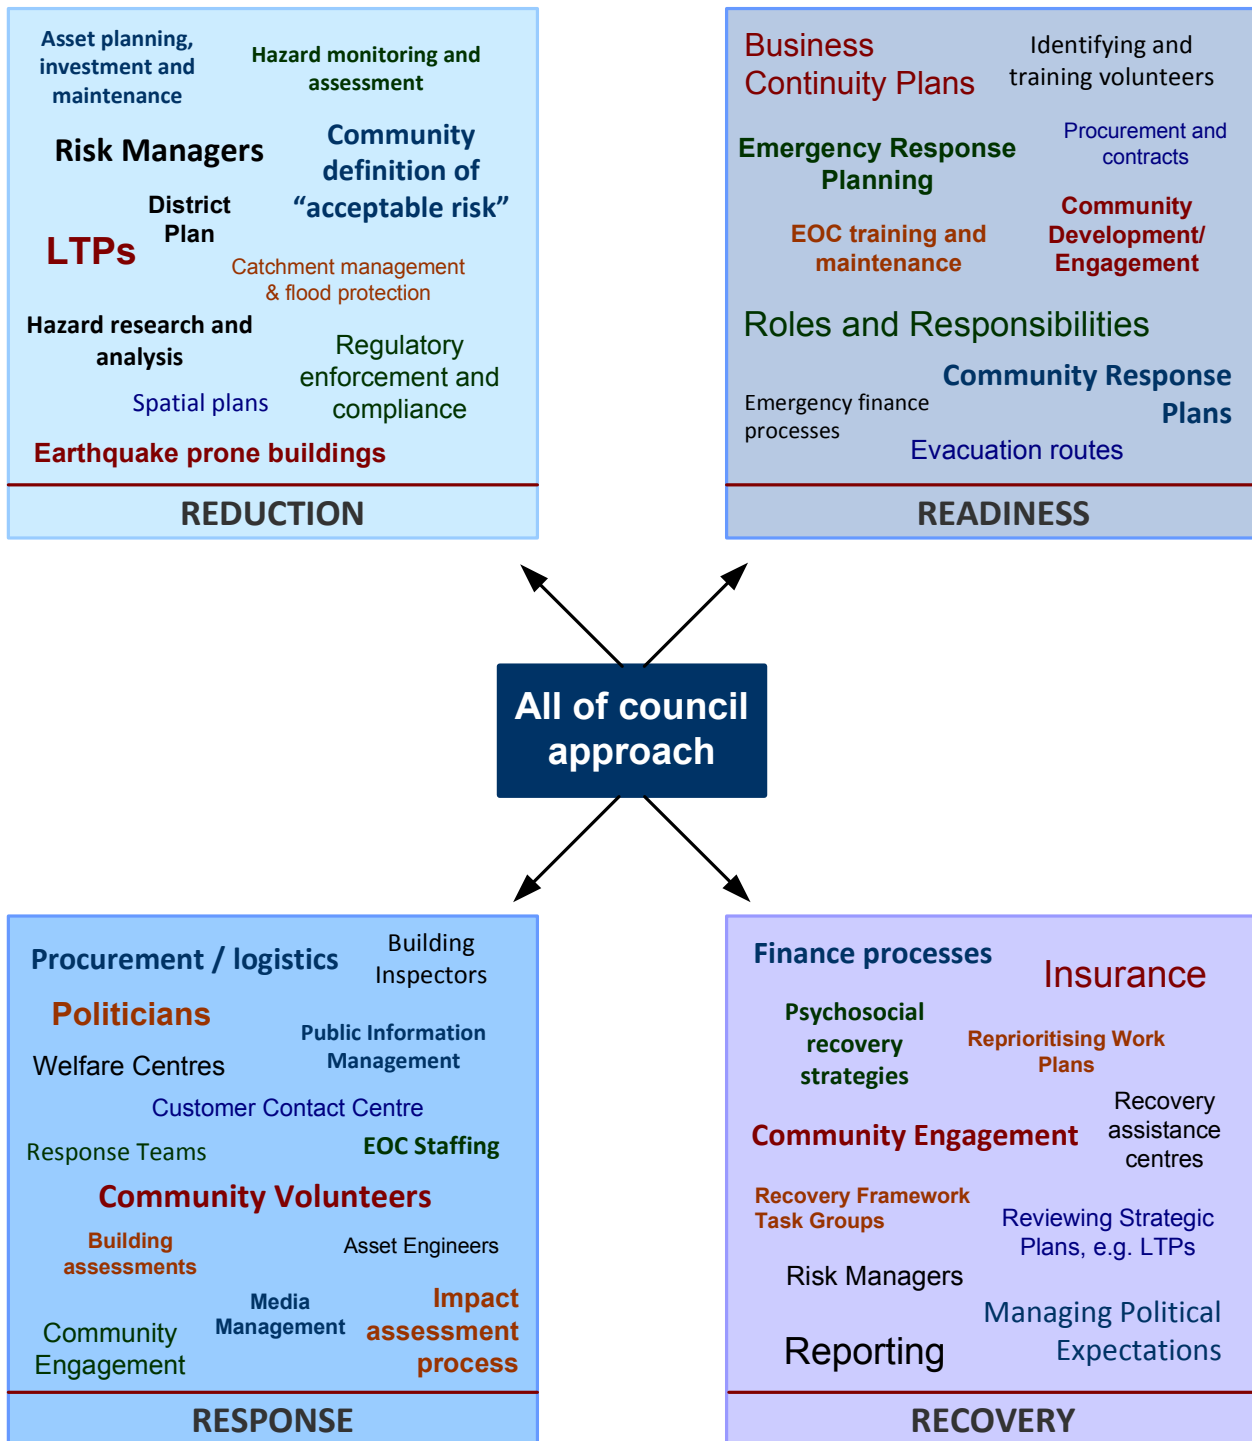 Asset planning,
investment and
maintenance
Hazard monitoring and
assessment
Risk Managers
Community
definition of
“acceptable risk”
District
Plan
LTPs
Catchment management
& flood protection
Hazard research and
analysis
Regulatory
enforcement and
compliance
Spatial plans
Earthquake prone buildings
REDUCTION
Business
Continuity Plans
Identifying and
training volunteers
Emergency Response
Planning
Procurement and
contracts
EOC training and
maintenance
Community
Development/
Engagement
Roles and Responsibilities
Community Response
Plans
Emergency finance
processes
Evacuation routes
READINESS
All of council
approach
Procurement / logistics
Building
Inspectors
Politicians
Public Information
Management
Welfare Centres
Customer Contact Centre
Response Teams
EOC Staffing
Community Volunteers
Building
assessments
Asset Engineers
Media
Management
Impact
assessment
process
Community
Engagement
RESPONSE
Finance processes
Insurance
Psychosocial
recovery
strategies
Reprioritising Work
Plans
Recovery
assistance
centres
Community Engagement
Recovery Framework
Task Groups
Reviewing Strategic
Plans, e.g. LTPs
Risk Managers
Managing Political
Expectations
Reporting
RECOVERY